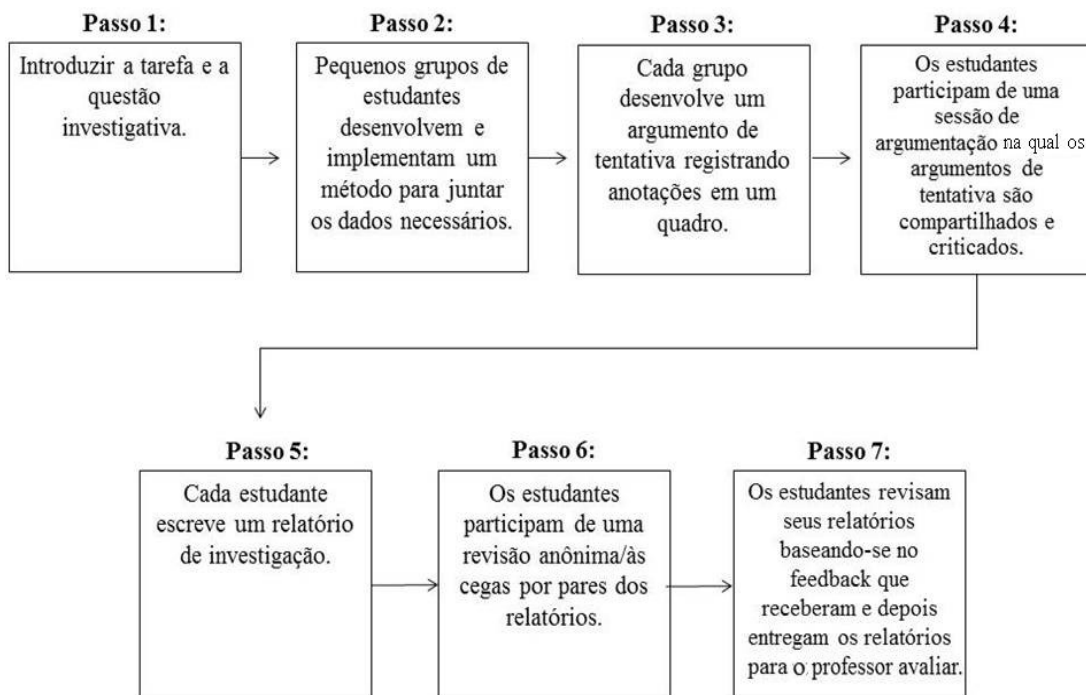 Passo 1:
Introduzir a tarefa e a
questão
investigativa.
Passo 2:
Pequenos grupos de
estudantes
desenvolvem e
implementam um
método para juntar
os dados necessários.
Passo 3:
Cada grupo
desenvolve um
argumento de
tentativa registrando
anotações em um
quadro.
Passo 4:
Os estudantes
participam de uma
sessão de
argumentação na qual os
argumentos de
tentativa são
compartilhados e
criticados.
Passo 5:
Cada estudante
escreve um relatório
de investigação.
Passo 6:
Os estudantes
participam de uma
revisão anônima/às
cegas por pares dos
relatórios.
Passo 7:
Os estudantes revisam
seus relatórios
baseando-se no
feedback que
receberam e depois
entregam os relatórios
para o professor avaliar.